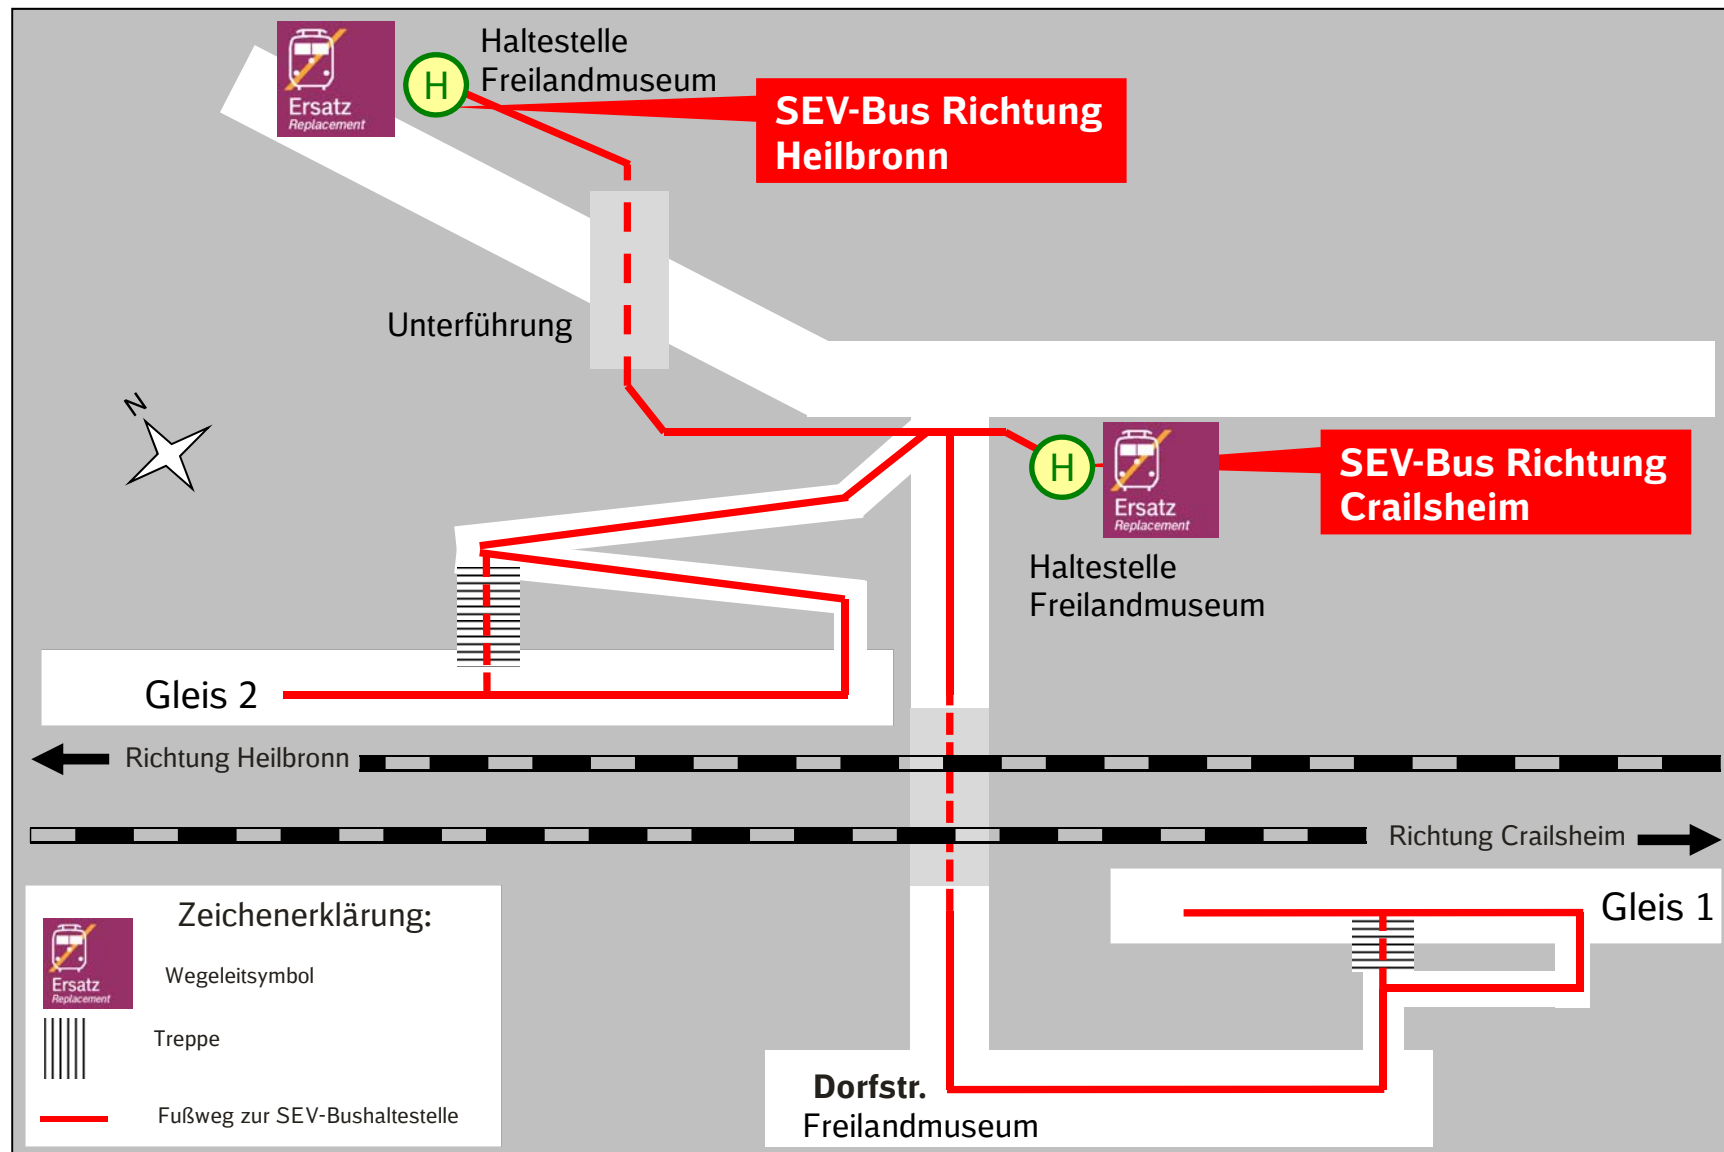 Ersatz
Replacement
H
Haltestelle
Freilandmuseum
SEV-Bus Richtung
Heilbronn
Unterführung
N
H
Ersatz
Replacement
SEV-Bus Richtung
Crailsheim
Haltestelle
Freilandmuseum
Gleis 2
Richtung Heilbronn
Richtung Crailsheim
Gleis 1
Zeichenerklärung:
Ersatz
Replacement
Wegeleitsymbol
Treppe
Fußweg zur SEV-Bushaltestelle
Dorfstr.
Freilandmuseum